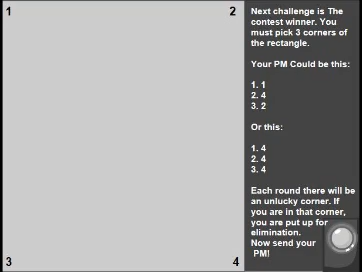 1
2
Next challenge is The
contest winner. You
must pick 3 corners of
the rectangle.
Your PM Could be this:
1. 1
2. 4
3. 2
Or this:
1. 4
2. 4
3. 4
Each round there will be
an unlucky corner. If
you are in that corner,
you are put up for
elimination.
Now send your
PM!
3
4